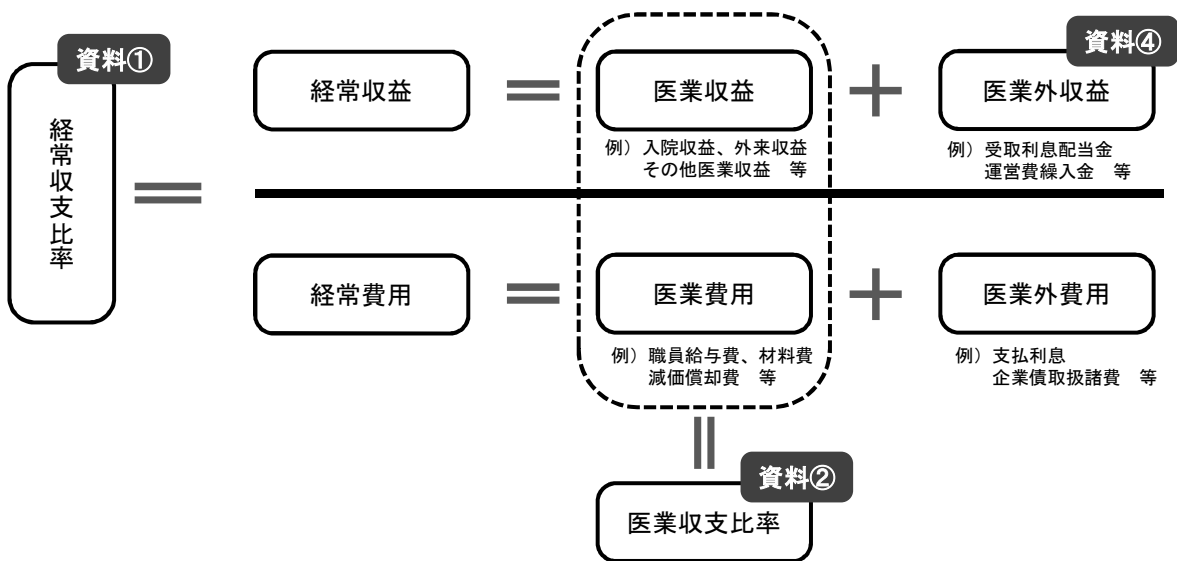 資料①
経常収支比率
経常収益
＝
医業収益
＋
資料④
医業外収益
例）入院収益、外来収益
その他医業収益　等
例）受取利息配当金
運営費繰入金　等
＝
経常費用
＝
医業費用
＋
医業外費用
例）職員給与費、材料費
減価償却費　等
例）支払利息
企業債取扱諸費　等
＝
資料②
医業収支比率